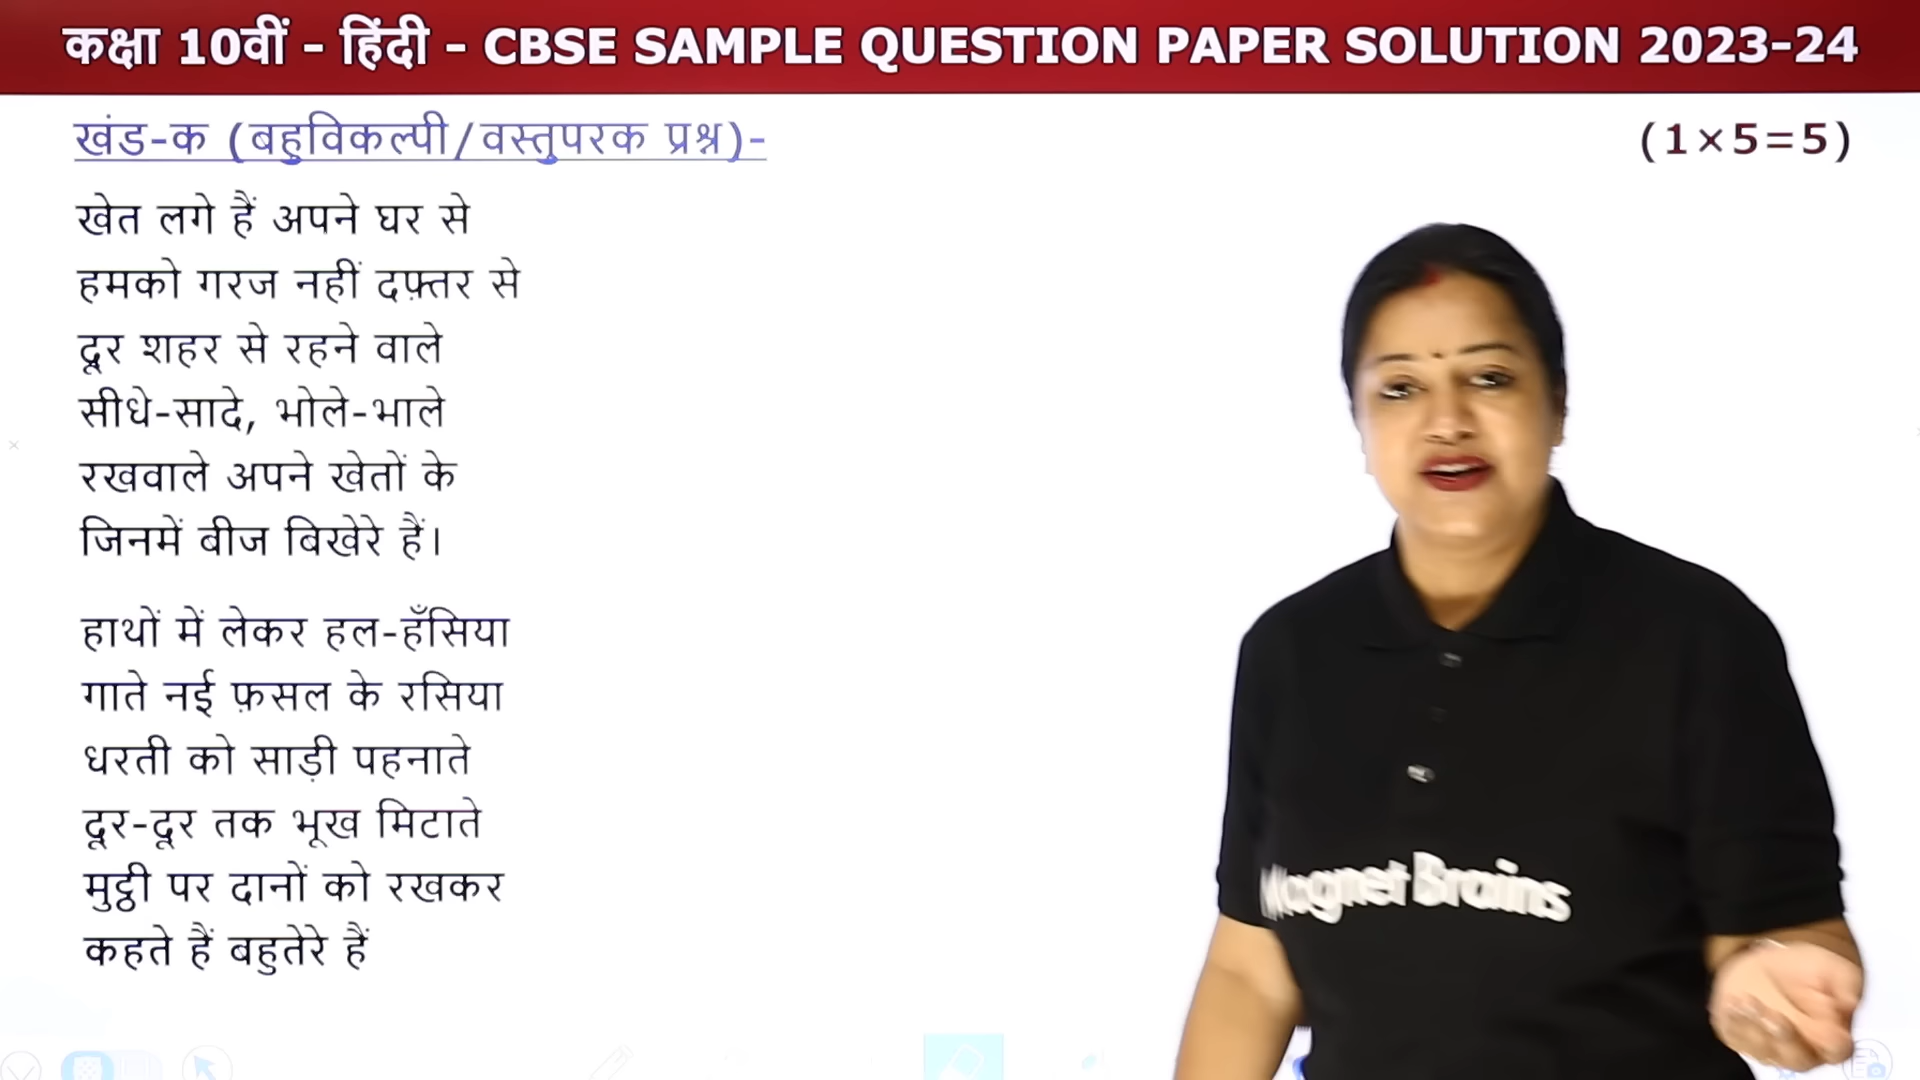 कक्षा 10वीं - हिंदी - CBSE SAMPLE QUESTION PAPER SOLUTION 2023-24
खंड-क (बहुविकल्पी/वस्तुपरक प्रश्न)- (1×5=5)
खेत लगे हैं अपने घर से
हमको गरज नहीं दफ़्तर से
दूर शहर से रहने वाले
सीधे-सादे, भोले-भाले
रखवाले अपने खेतों के
जिनमें बीज बिखेरे हैं।
हाथों में लेकर हल-हँसिया
गाते नई फ़सल के रसिया
धरती को साड़ी पहनाते
दूर-दूर तक भूख मिटाते
मुट्ठी पर दानों को रखकर
कहते हैं बहुतेरे हैं
Magnet Brains